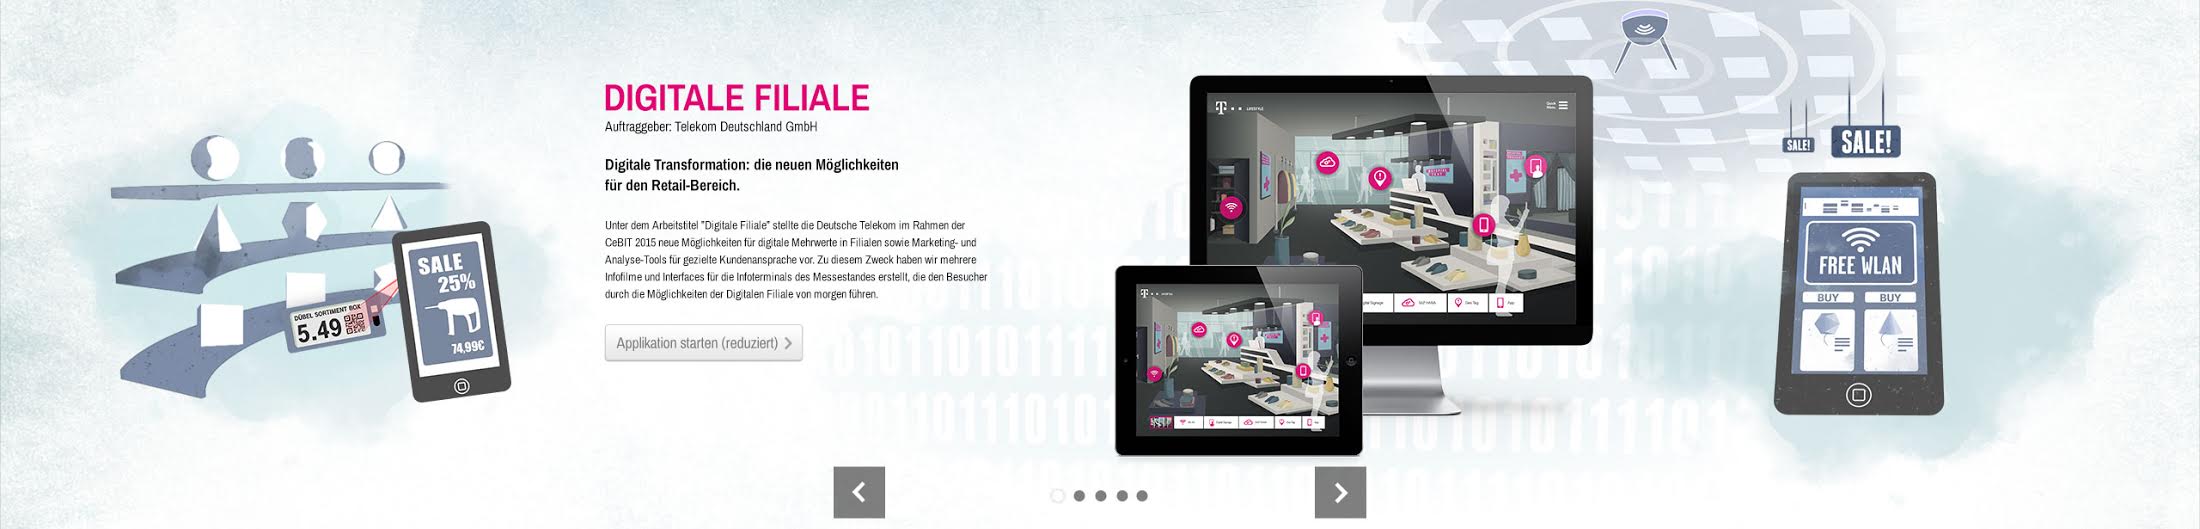 DIGITALE FILIALE
Auftraggeber: Telekom Deutschland GmbH
Digitale Transformation: die neuen Möglichkeiten
für den Retail-Bereich.
Unter dem Arbeitstitel "Digitale Filiale" stellte die Deutsche Telekom im Rahmen der
CeBIT 2015 neue Möglichkeiten für digitale Mehrwerte in Filialen sowie Marketing- und
Analyse-Tools für gezielte Kundenansprache vor. Zu diesem Zweck haben wir mehrere
Infofilme und Interfaces für die Infoterminals des Messestandes erstellt, die den Besucher
durch die Möglichkeiten der Digitalen Filiale von morgen führen.
Applikation starten (reduziert)
SALE
25%
74,99€
DÜBEL SORTIMENT BOX
5.49
T
LIFESTYLE
Quick
Menu
SALE!
SALE!
FREE WLAN
BUY
BUY